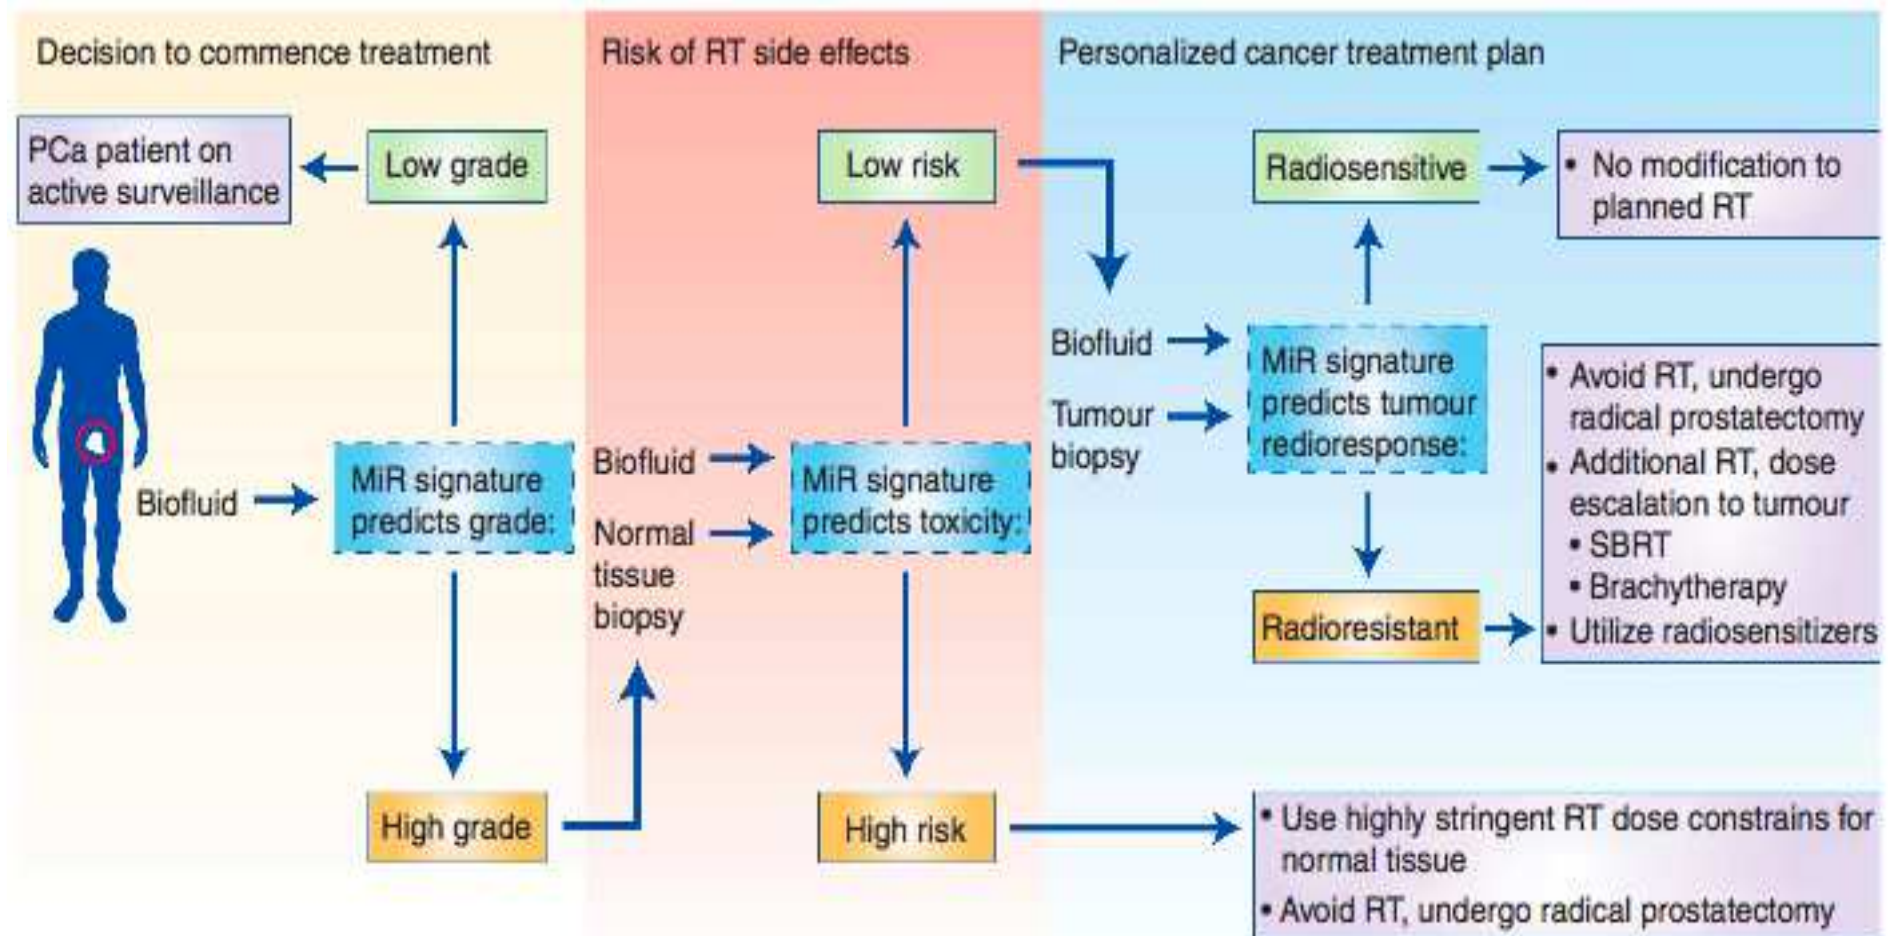 Decision to commence treatment
PCa patient on
active surveillance
Low grade
Biofluid
MiR signature
predicts grade:
High grade
Risk of RT side effects
Low risk
Biofluid
Normal
tissue
biopsy
MiR signature
predicts toxicity:
High risk
Personalized cancer treatment plan
Radiosensitive
• No modification to
planned RT
Biofluid
Tumour
biopsy
MiR signature
predicts tumour
redioresponse:
• Avoid RT, undergo
radical prostatectomy
• Additional RT, dose
escalation to tumour
• SBRT
• Brachytherapy
• Utilize radiosensitizers
Radioresistant
• Use highly stringent RT dose constrains for
normal tissue
• Avoid RT, undergo radical prostatectomy